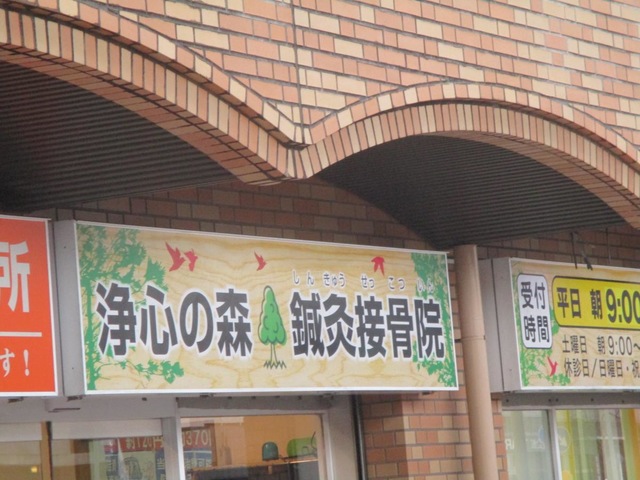 所
す!
しんきゅう せっこついん
浄心の森 鍼灸接骨院
受付
時間
平日 朝 9:00
土曜日 朝 9:00～
休診日/日曜日・祝